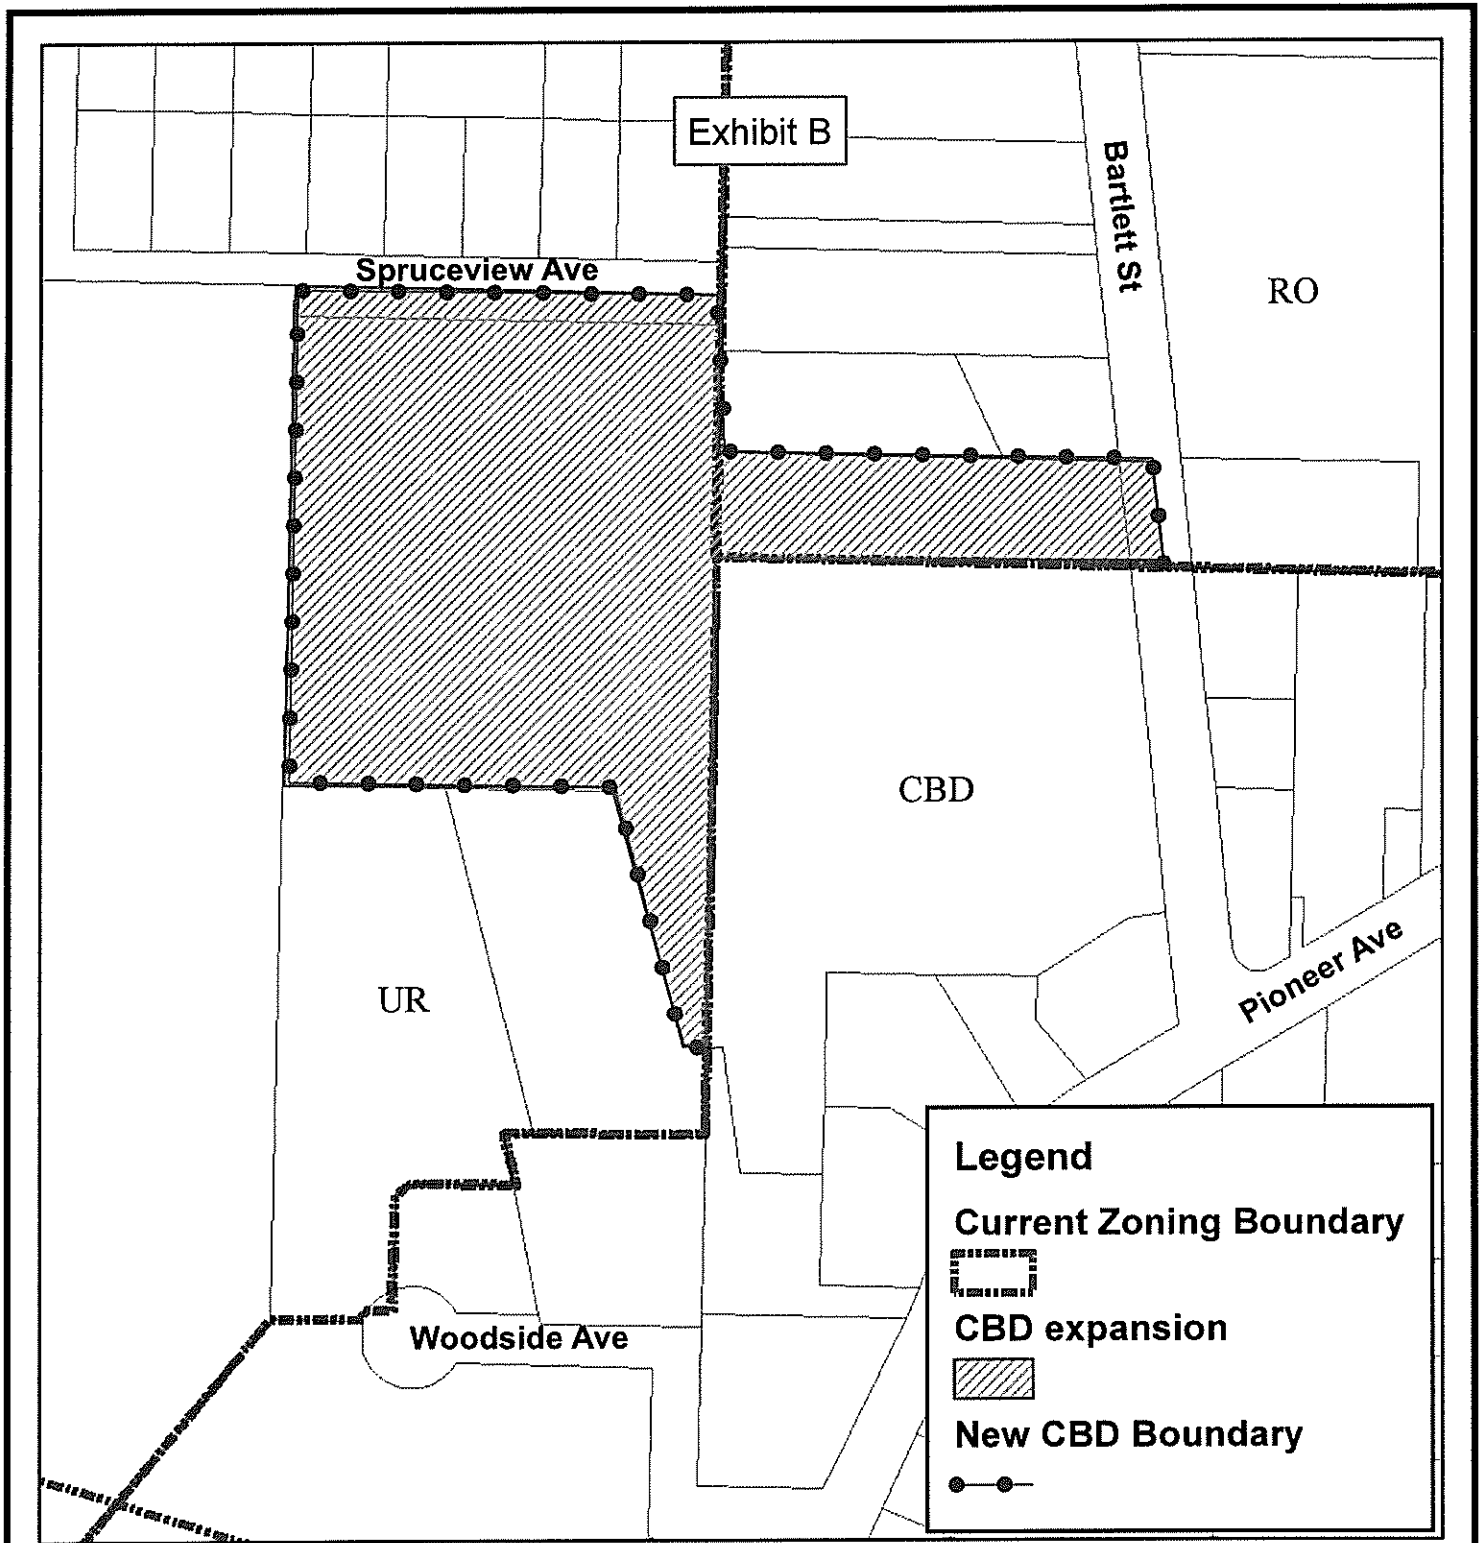 Exhibit B
Bartlett St
Spruceview Ave
RO
CBD
Pioneer Ave
UR
Woodside Ave
Legend
Current Zoning Boundary
CBD expansion
New CBD Boundary